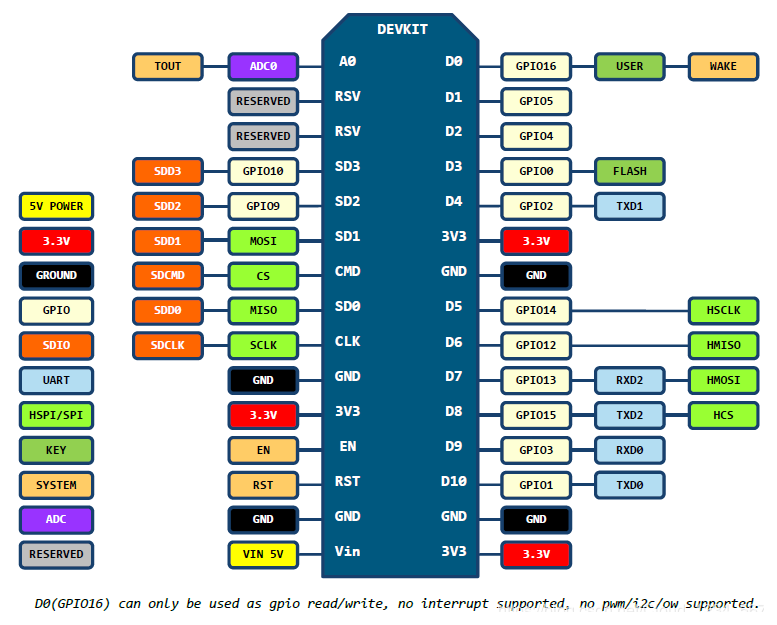 DEVKIT
TOUT ADC0 A0 D0 GPIO16 USER WAKE
RESERVED RSV D1 GPIO5
RESERVED RSV D2 GPIO4
SDD3 GPIO10 SD3 D3 GPIO0 FLASH
5V POWER SDD2 GPIO9 SD2 D4 GPIO2 TXD1
3.3V SDD1 MOSI SD1 3V3 3.3V
GROUND SDCMD CS CMD GND GND
GPIO SDD0 MISO SD0 D5 GPIO14 HSCLK
SDIO SDCLK SCLK CLK D6 GPIO12 HMISO
UART GND GND D7 GPIO13 RXD2 HMOSI
HSPI/SPI 3.3V 3V3 D8 GPIO15 TXD2 HCS
KEY EN EN D9 GPIO3 RXD0
SYSTEM RST RST D10 GPIO1 TXD0
ADC GND GND GND GND
RESERVED VIN 5V Vin 3V3 3.3V
D0(GPIO16) can only be used as gpio read/write, no interrupt supported, no pwm/i2c/ow supported.